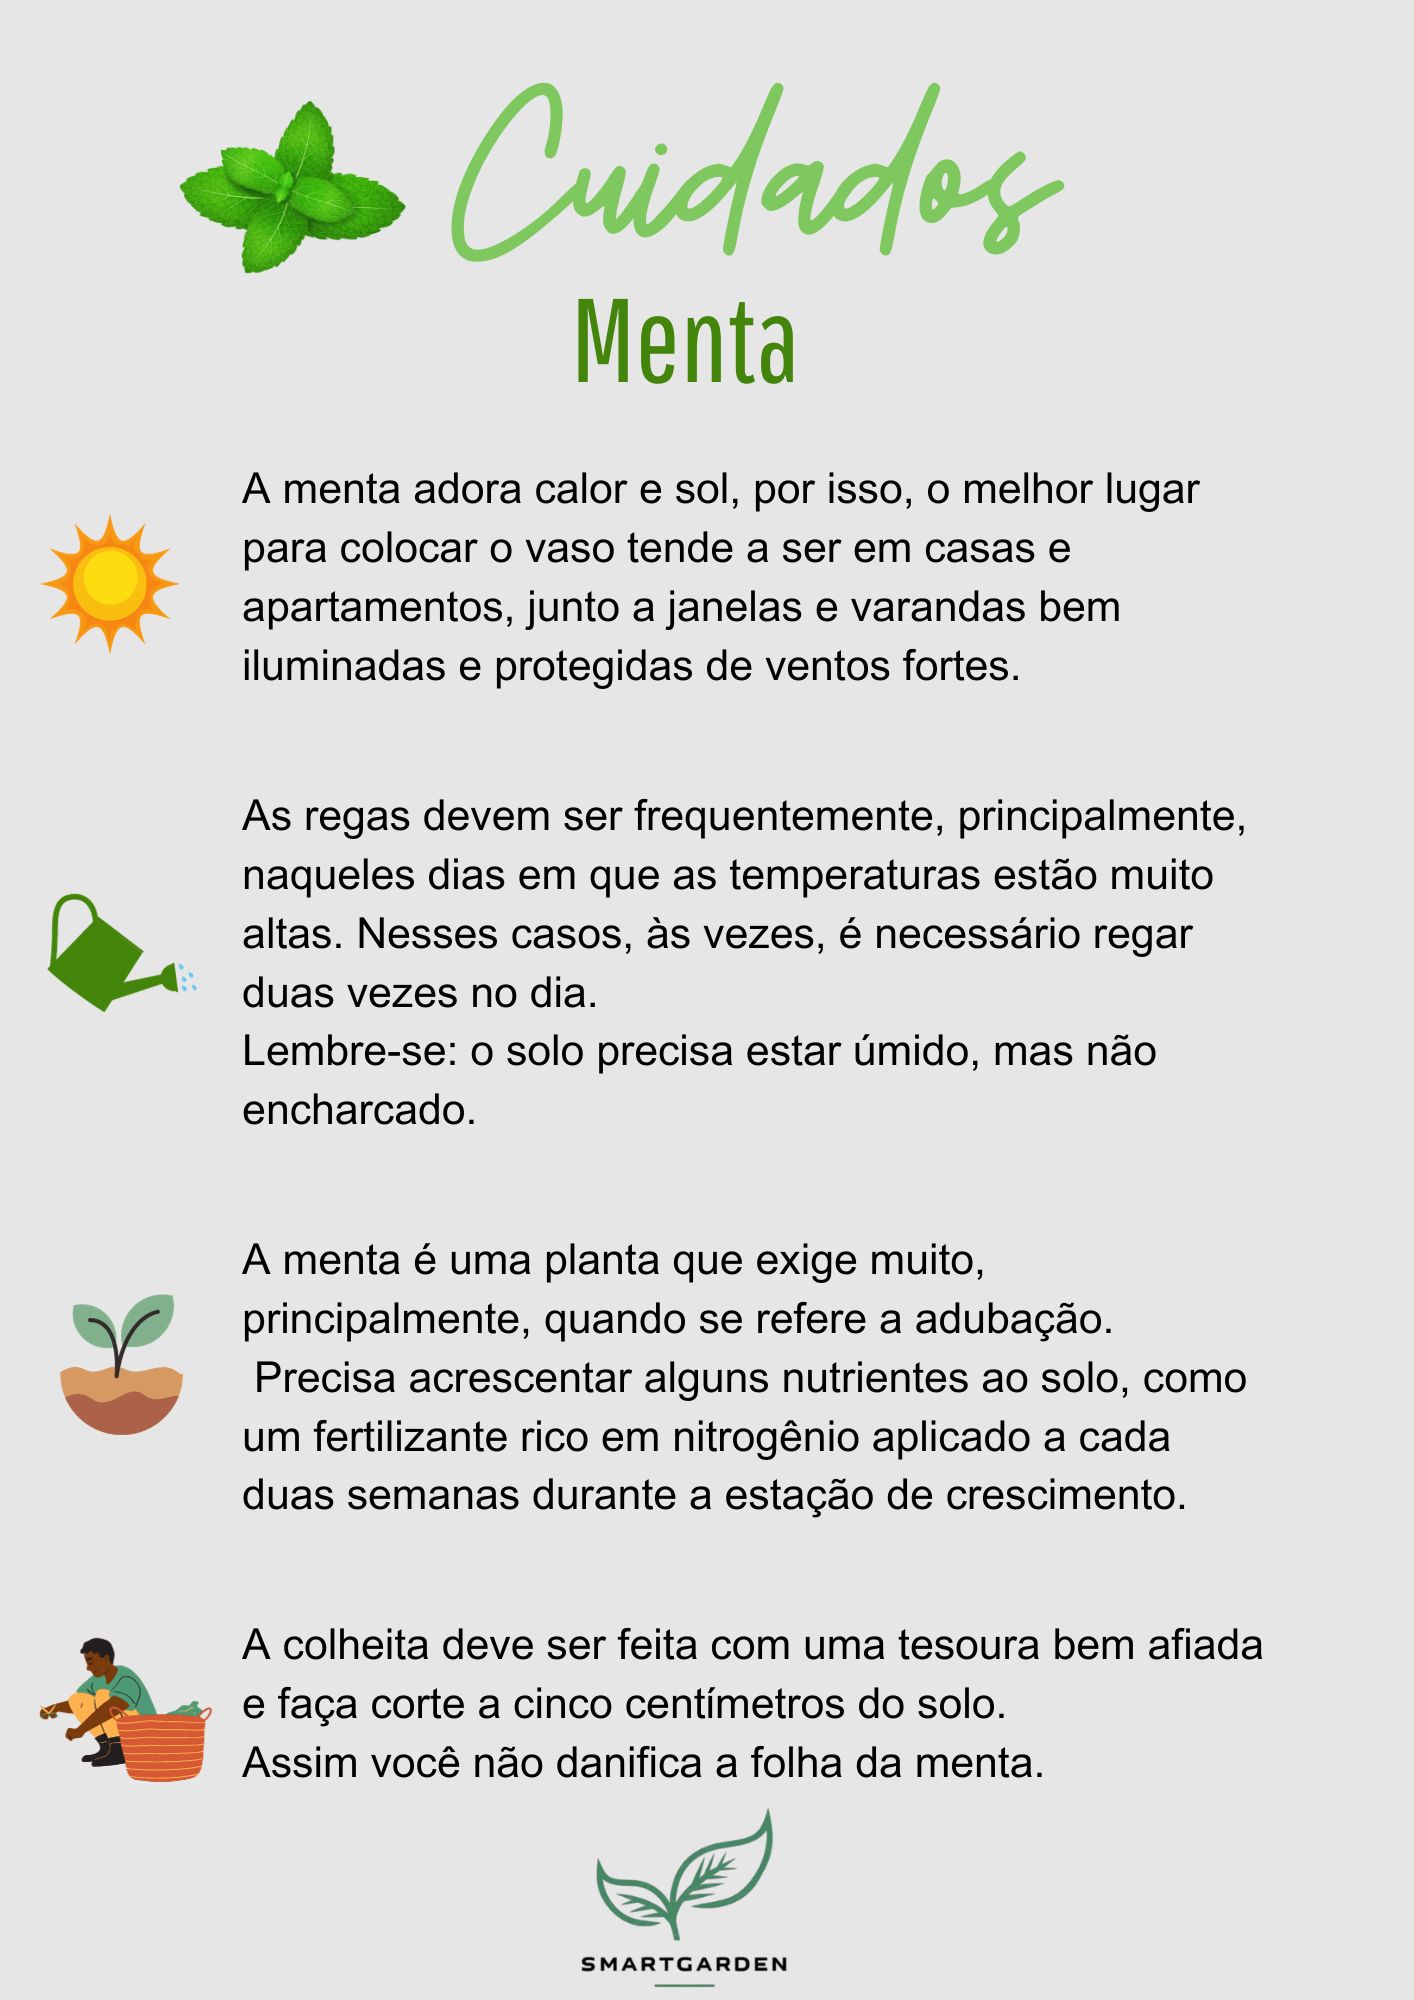 Cuidados
Menta
A menta adora calor e sol, por isso, o melhor lugar
para colocar o vaso tende a ser em casas e
apartamentos, junto a janelas e varandas bem
iluminadas e protegidas de ventos fortes.
As regas devem ser frequentemente, principalmente,
naqueles dias em que as temperaturas estão muito
altas. Nesses casos, às vezes, é necessário regar
duas vezes no dia.
Lembre-se: o solo precisa estar úmido, mas não
encharcado.
A menta é uma planta que exige muito,
principalmente, quando se refere a adubação.
Precisa acrescentar alguns nutrientes ao solo, como
um fertilizante rico em nitrogênio aplicado a cada
duas semanas durante a estação de crescimento.
A colheita deve ser feita com uma tesoura bem afiada
e faça corte a cinco centímetros do solo.
Assim você não danifica a folha da menta.
SMARTGARDEN